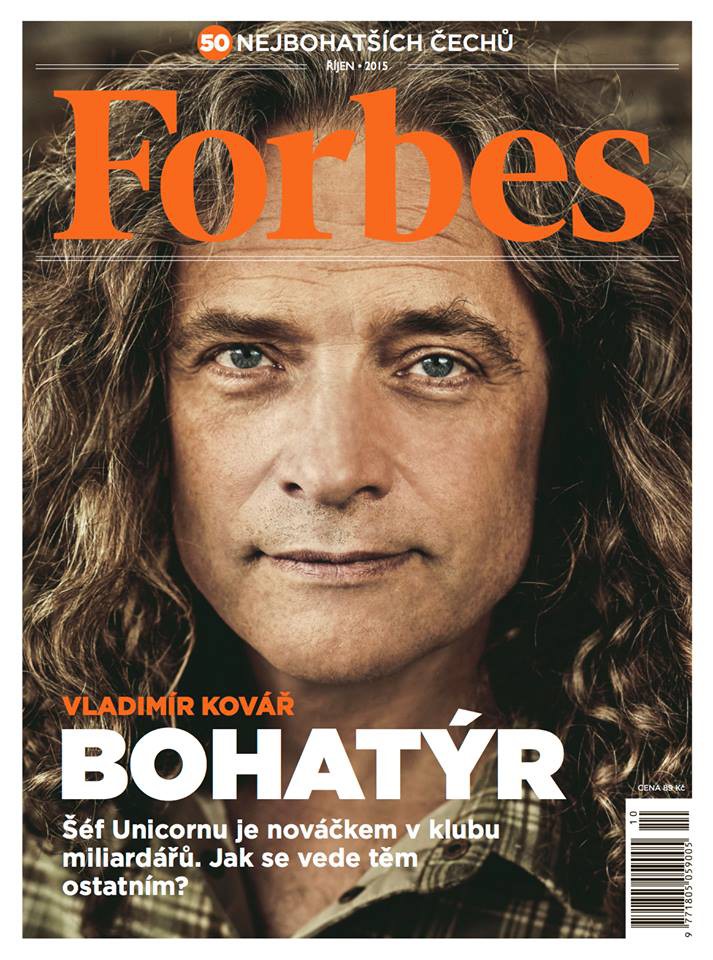 50 NEJBOHATŠÍCH ČECHŮ
ŘÍJEN • 2015
Forbes
VLADIMÍR KOVÁŘ
BOHATÝR
Šéf Unicornu je nováčkem v klubu
miliardářů. Jak se vede těm
ostatním?
CENA 89 Kč
10
9 771805 059005